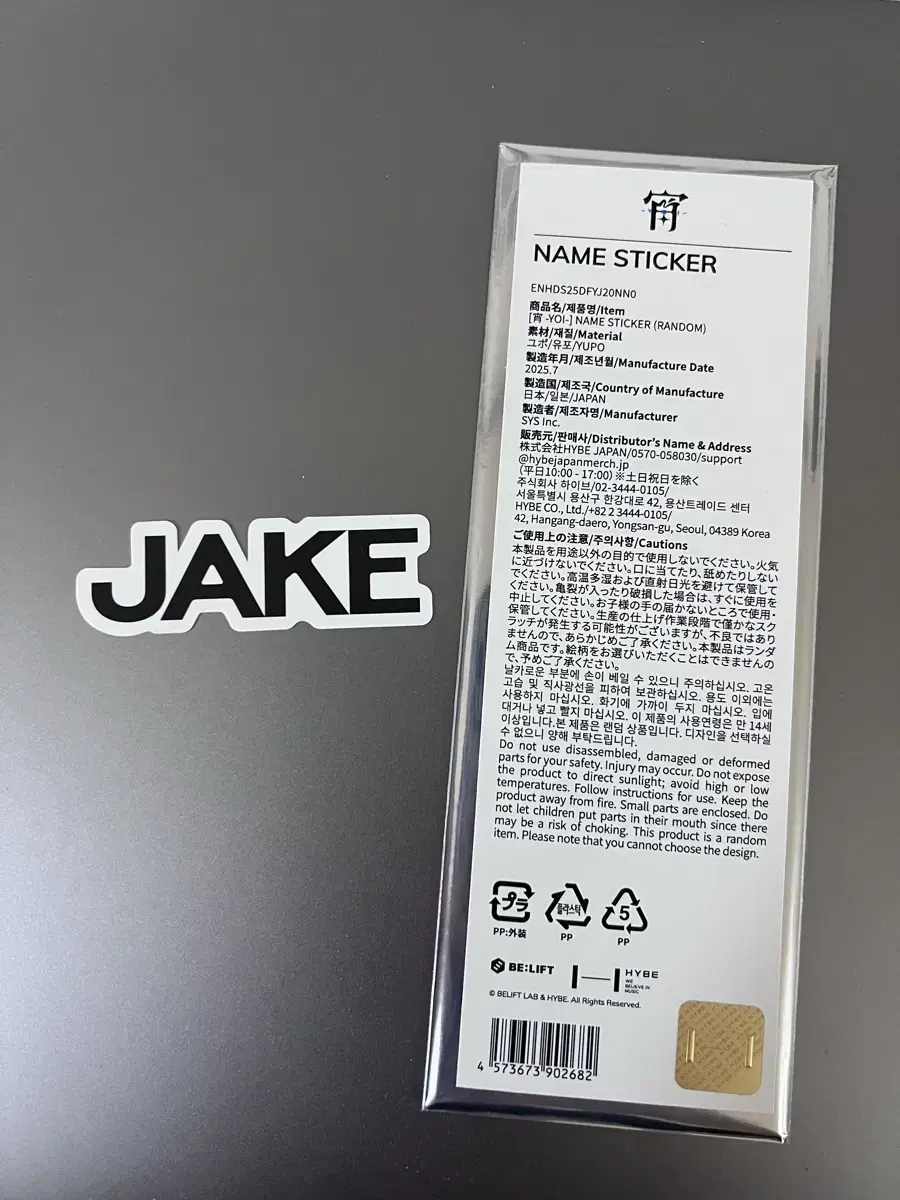 JAKE
宵
NAME STICKER
ENHDS25DFYJ20NN0
商品名/제품명/Item
[宵 -YOI-] NAME STICKER (RANDOM)
素材/재질/Material
ユポ/유포/YUPO
製造年月/제조년월/Manufacture Date
2025.7
製造国/제조국/Country of Manufacture
日本/일본/JAPAN
製造者/제조자명/Manufacturer
SYS Inc.
販売元/판매사/Distributor's Name & Address
株式会社HYBE JAPAN/0570-058030/support
@hybejapanmerch.jp
(平日10:00 - 17:00) ※土日祝日を除く
주식회사 하이브/02-3444-0105/
서울특별시 용산구 한강대로 42, 용산트레이드 센터
HYBE CO., Ltd./+82 2 3444-0105/
42, Hangang-daero, Yongsan-gu, Seoul, 04389 Korea
ご使用上の注意/주의사항/Cautions
本製品を用途以外の目的で使用しないでください。火気
に近づけないでください。口に当てたり、舐めたりしない
でください。高温多湿および直射日光を避けて保管して
ください。亀裂が入ったり破損した場合は、すぐに使用を
中止してください。お子様の手の届かないところで使用・
保管してください。生産の仕上げ作業段階で僅かなスク
ラッチが発生する可能性がございますが、不良ではあり
ませんので、あらかじめご了承ください。本製品はランダ
ム商品です。絵柄をお選びいただくことはできませんの
で、予めご了承ください。
날카로운 부분에 손이 베일 수 있으니 주의하십시오. 고온
고습 및 직사광선을 피하여 보관하십시오. 용도 이외에는
사용하지 마십시오. 화기에 가까이 두지 마십시오. 입에
대거나 넣고 빨지 마십시오. 이 제품의 사용연령은 만 14세
이상입니다.본 제품은 랜덤 상품입니다. 디자인을 선택하실
수 없으니 양해 부탁드립니다.
Do not use disassembled, damaged or deformed
parts for your safety. Injury may occur. Do not expose
the product to direct sunlight; avoid high or low
temperatures. Follow instructions for use. Keep the
product away from fire. Small parts are enclosed. Do
not let children put parts in their mouth since there
may be a risk of choking. This product is a random
item. Please note that you cannot choose the design.
プラ 플라스틱 5
PP:外装 PP PP
BE:LIFT HYBE
WE
BELIEVE IN
MUSIC
© BELIFT LAB & HYBE. All Rights Reserved.
4 573673 902682